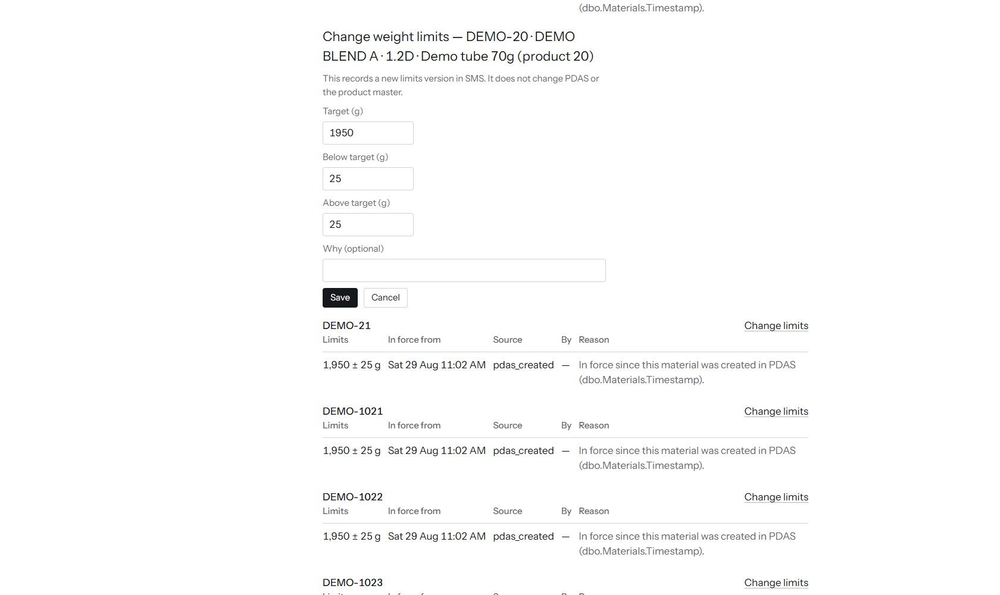 (dbo.Materials.Timestamp).
Change weight limits — DEMO-20 · DEMO
BLEND A · 1.2D · Demo tube 70g (product 20)
This records a new limits version in SMS. It does not change PDAS or
the product master.
Target (g)
1950
Below target (g)
25
Above target (g)
25
Why (optional)
Save Cancel
DEMO-21 Change limits
Limits In force from Source By Reason
1,950 ± 25 g Sat 29 Aug 11:02 AM pdas_created — In force since this material was created in PDAS
(dbo.Materials.Timestamp).
DEMO-1021 Change limits
Limits In force from Source By Reason
1,950 ± 25 g Sat 29 Aug 11:02 AM pdas_created — In force since this material was created in PDAS
(dbo.Materials.Timestamp).
DEMO-1022 Change limits
Limits In force from Source By Reason
1,950 ± 25 g Sat 29 Aug 11:02 AM pdas_created — In force since this material was created in PDAS
(dbo.Materials.Timestamp).
DEMO-1023 Change limits